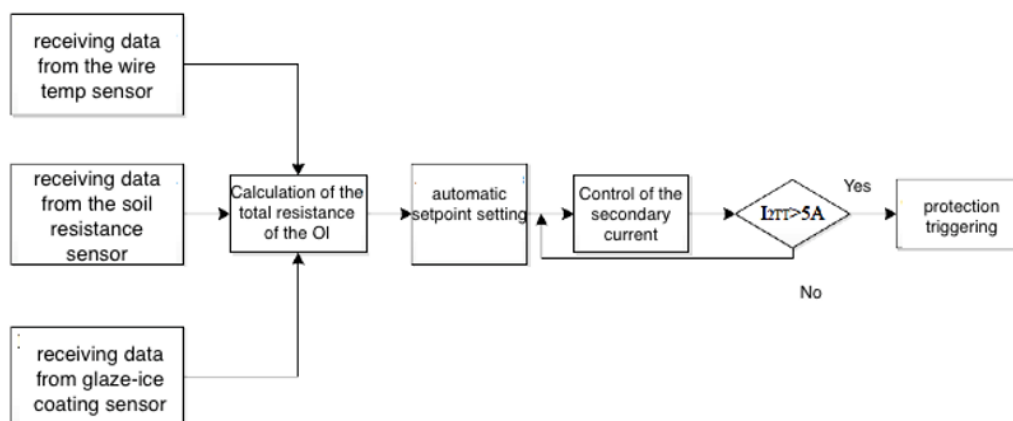 receiving data
from the wire
temp sensor
receiving data
from the soil
resistance
sensor
receiving data
from glaze-ice
coating sensor
Calculation of the
total resistance
of the OI
automatic
setpoint setting
Control of the
secondary
current
I2TT>5A
Yes
No
protection
triggering